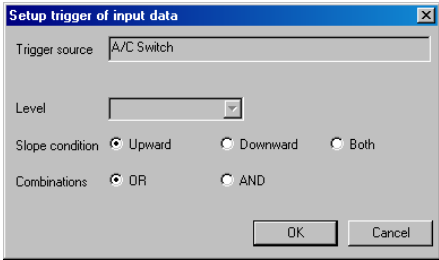 Setup trigger of input data
Trigger source A/C Switch
Level
Slope condition Upward Downward Both
Combinations OR AND
OK Cancel